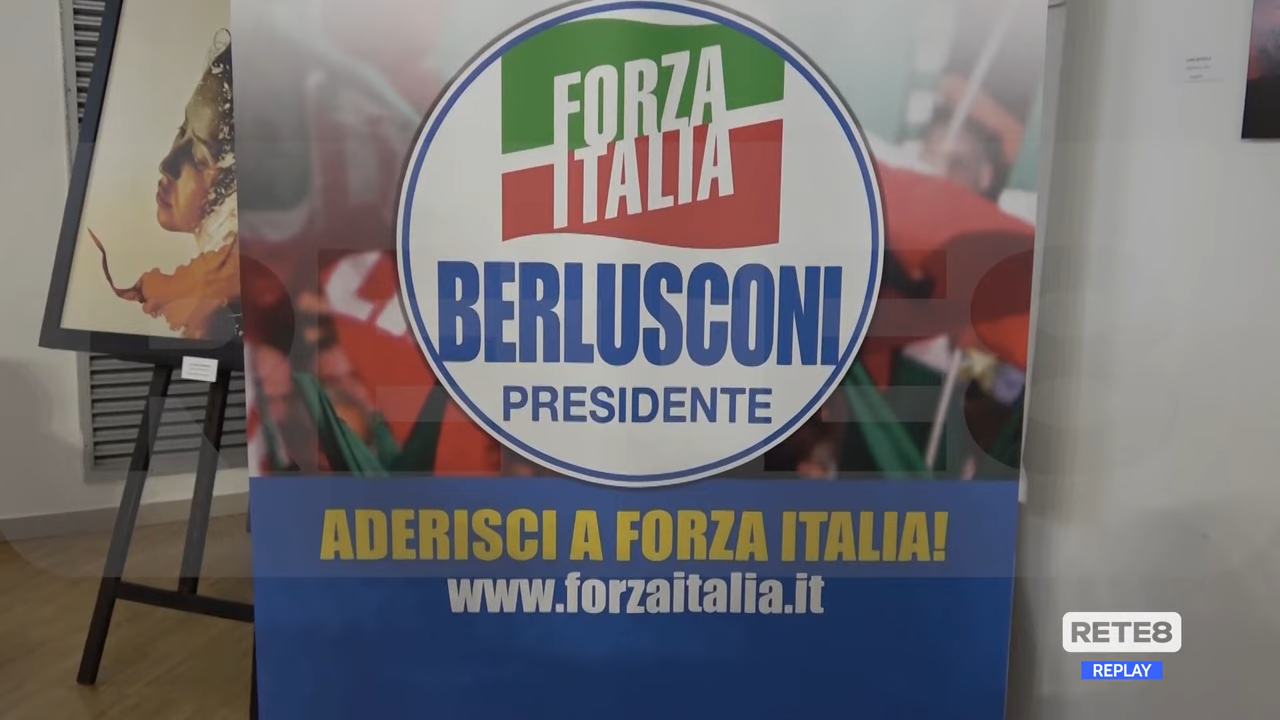 FORZA
ITALIA
BERLUSCONI
PRESIDENTE
ADERISCI A FORZA ITALIA!
www.forzaitalia.it
RETE8
REPLAY